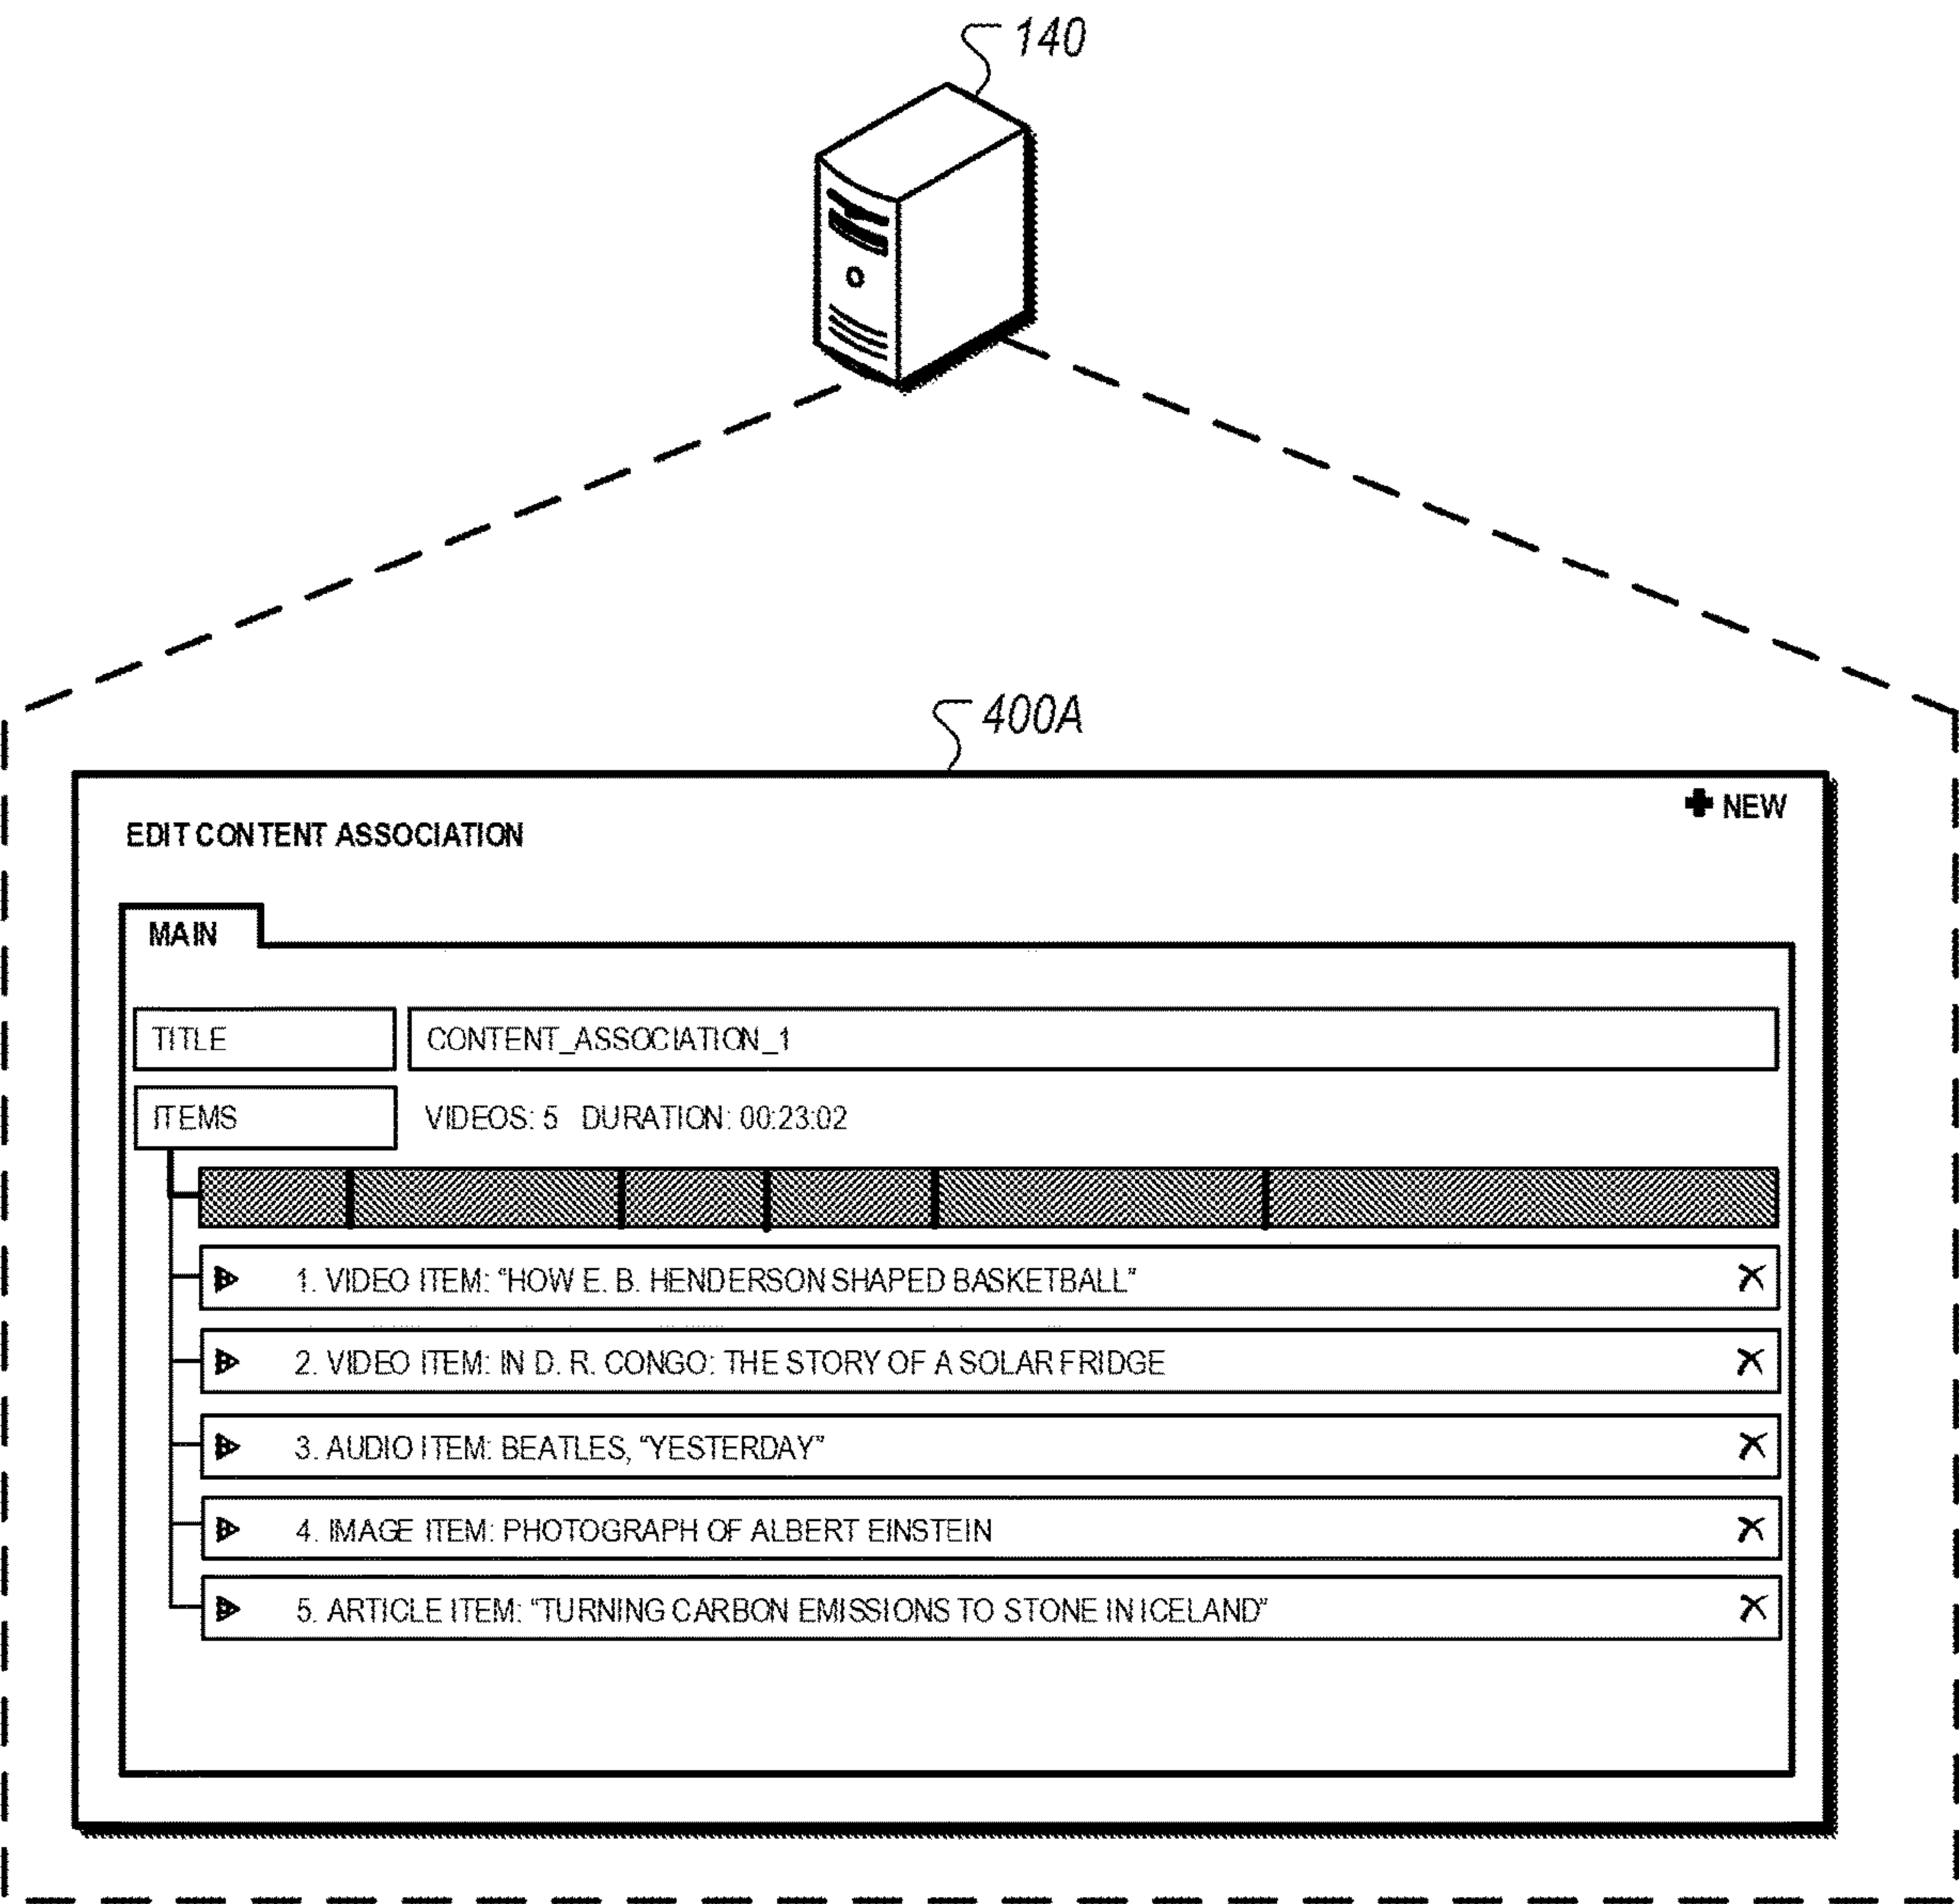 140
400A
NEW
EDIT CONTENT ASSOCIATION
MAIN
TITLE CONTENT_ASSOCIATION_1
ITEMS VIDEOS: 5 DURATION: 00:23:02
1. VIDEO ITEM: “HOW E. B. HENDERSON SHAPED BASKETBALL”
2. VIDEO ITEM: IN D. R. CONGO: THE STORY OF A SOLAR FRIDGE
3. AUDIO ITEM: BEATLES, “YESTERDAY”
4. IMAGE ITEM: PHOTOGRAPH OF ALBERT EINSTEIN
5. ARTICLE ITEM: “TURNING CARBON EMISSIONS TO STONE IN ICELAND”